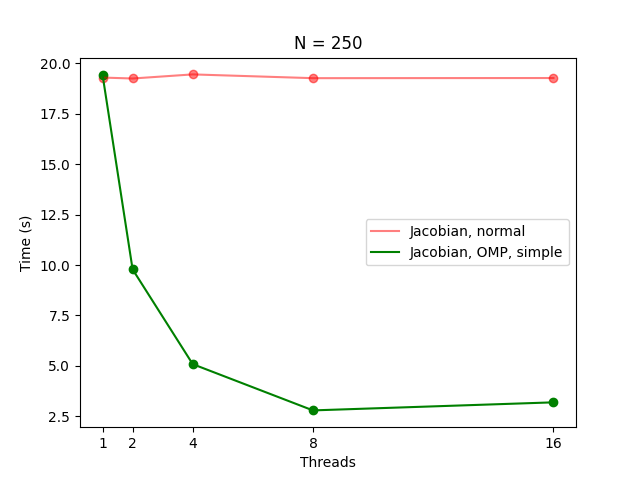 N = 250
20.0
17.5
15.0
12.5
10.0
7.5
5.0
2.5
Time (s)
Jacobian, normal
Jacobian, OMP, simple
1 2 4 8 16
Threads